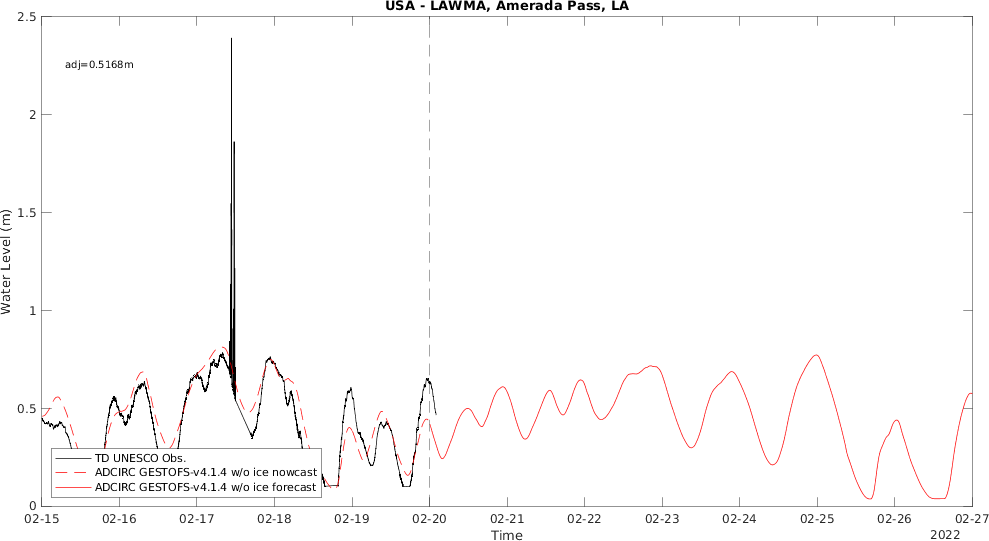 USA - LAWMA, Amerada Pass, LA
2.5
adj=0.5168m
2
1.5
Water Level (m)
1
0.5
TD UNESCO Obs.
ADCIRC GESTOFS-v4.1.4 w/o ice nowcast
ADCIRC GESTOFS-v4.1.4 w/o ice forecast
0
02-15 02-16 02-17 02-18 02-19 02-20 02-21 02-22 02-23 02-24 02-25 02-26 02-27
Time
2022